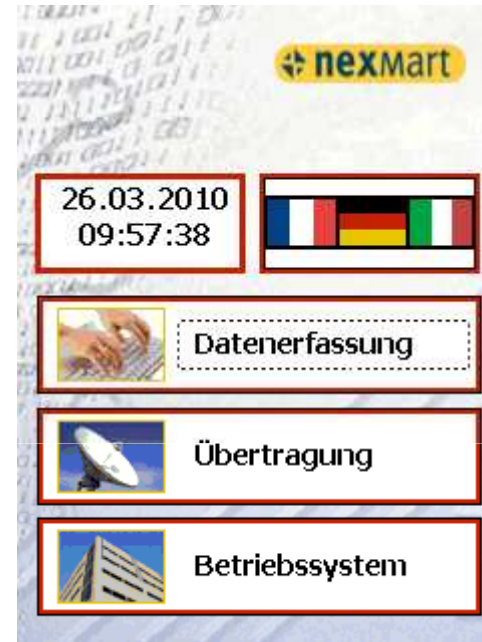 nexmart
26.03.2010
09:57:38
Datenerfassung
Übertragung
Betriebssystem